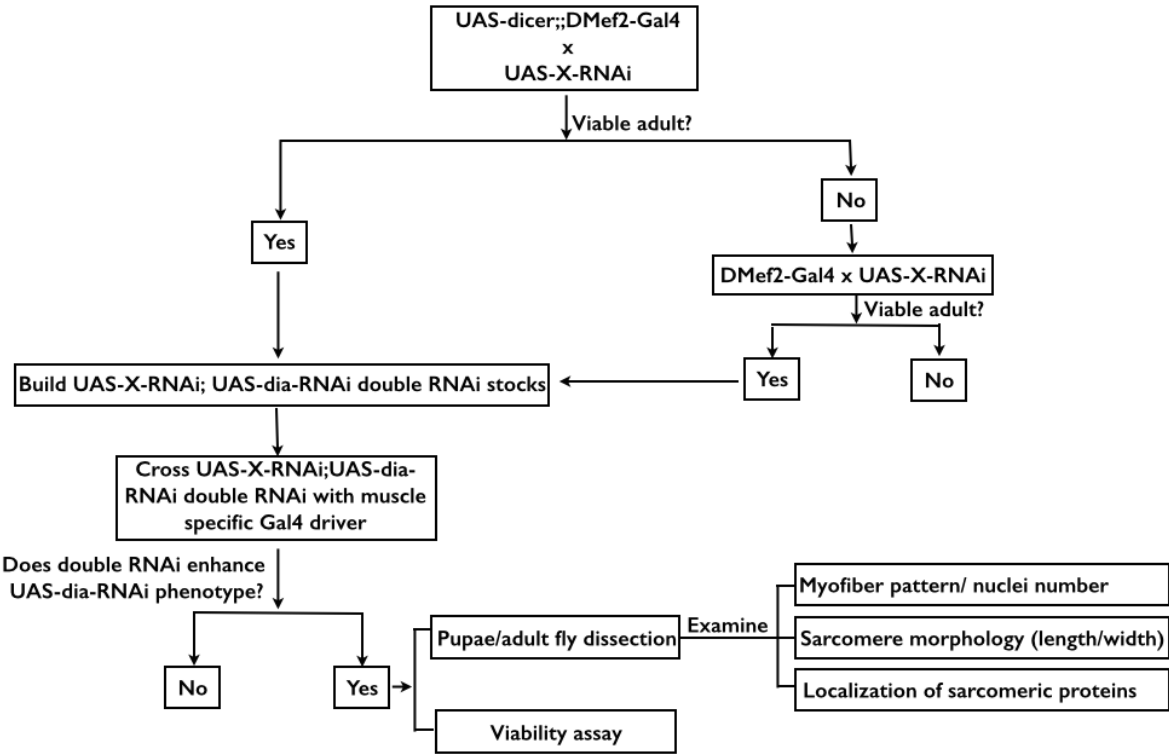 UAS-dicer;;DMef2-Gal4
x
UAS-X-RNAi
Viable adult?
No
Yes
DMef2-Gal4 x UAS-X-RNAi
Viable adult?
Yes
No
Build UAS-X-RNAi; UAS-dia-RNAi double RNAi stocks
Cross UAS-X-RNAi;UAS-dia-
RNAi double RNAi with muscle
specific Gal4 driver
Does double RNAi enhance
UAS-dia-RNAi phenotype?
No
Yes
Pupae/adult fly dissection
Examine
Myofiber pattern/ nuclei number
Sarcomere morphology (length/width)
Localization of sarcomeric proteins
Viability assay